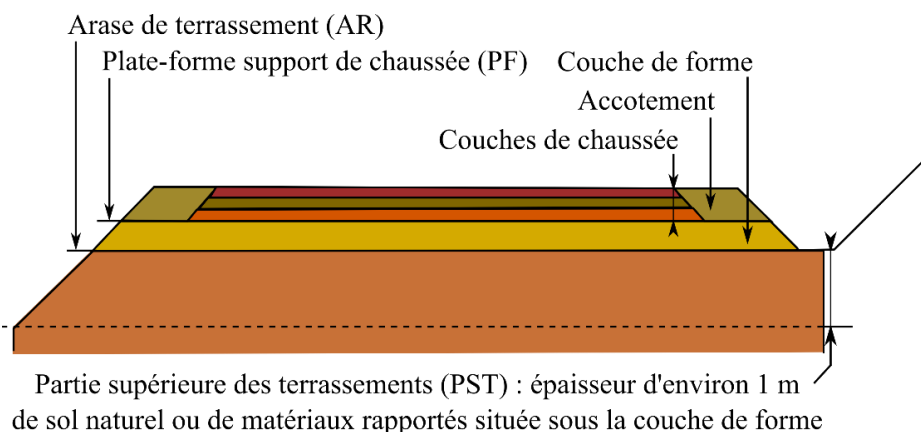 Arase de terrassement (AR)
Plate-forme support de chaussée (PF)
Couche de forme
Accotement
Couches de chaussée
Partie supérieure des terrassements (PST) : épaisseur d'environ 1 m
de sol naturel ou de matériaux rapportés située sous la couche de forme